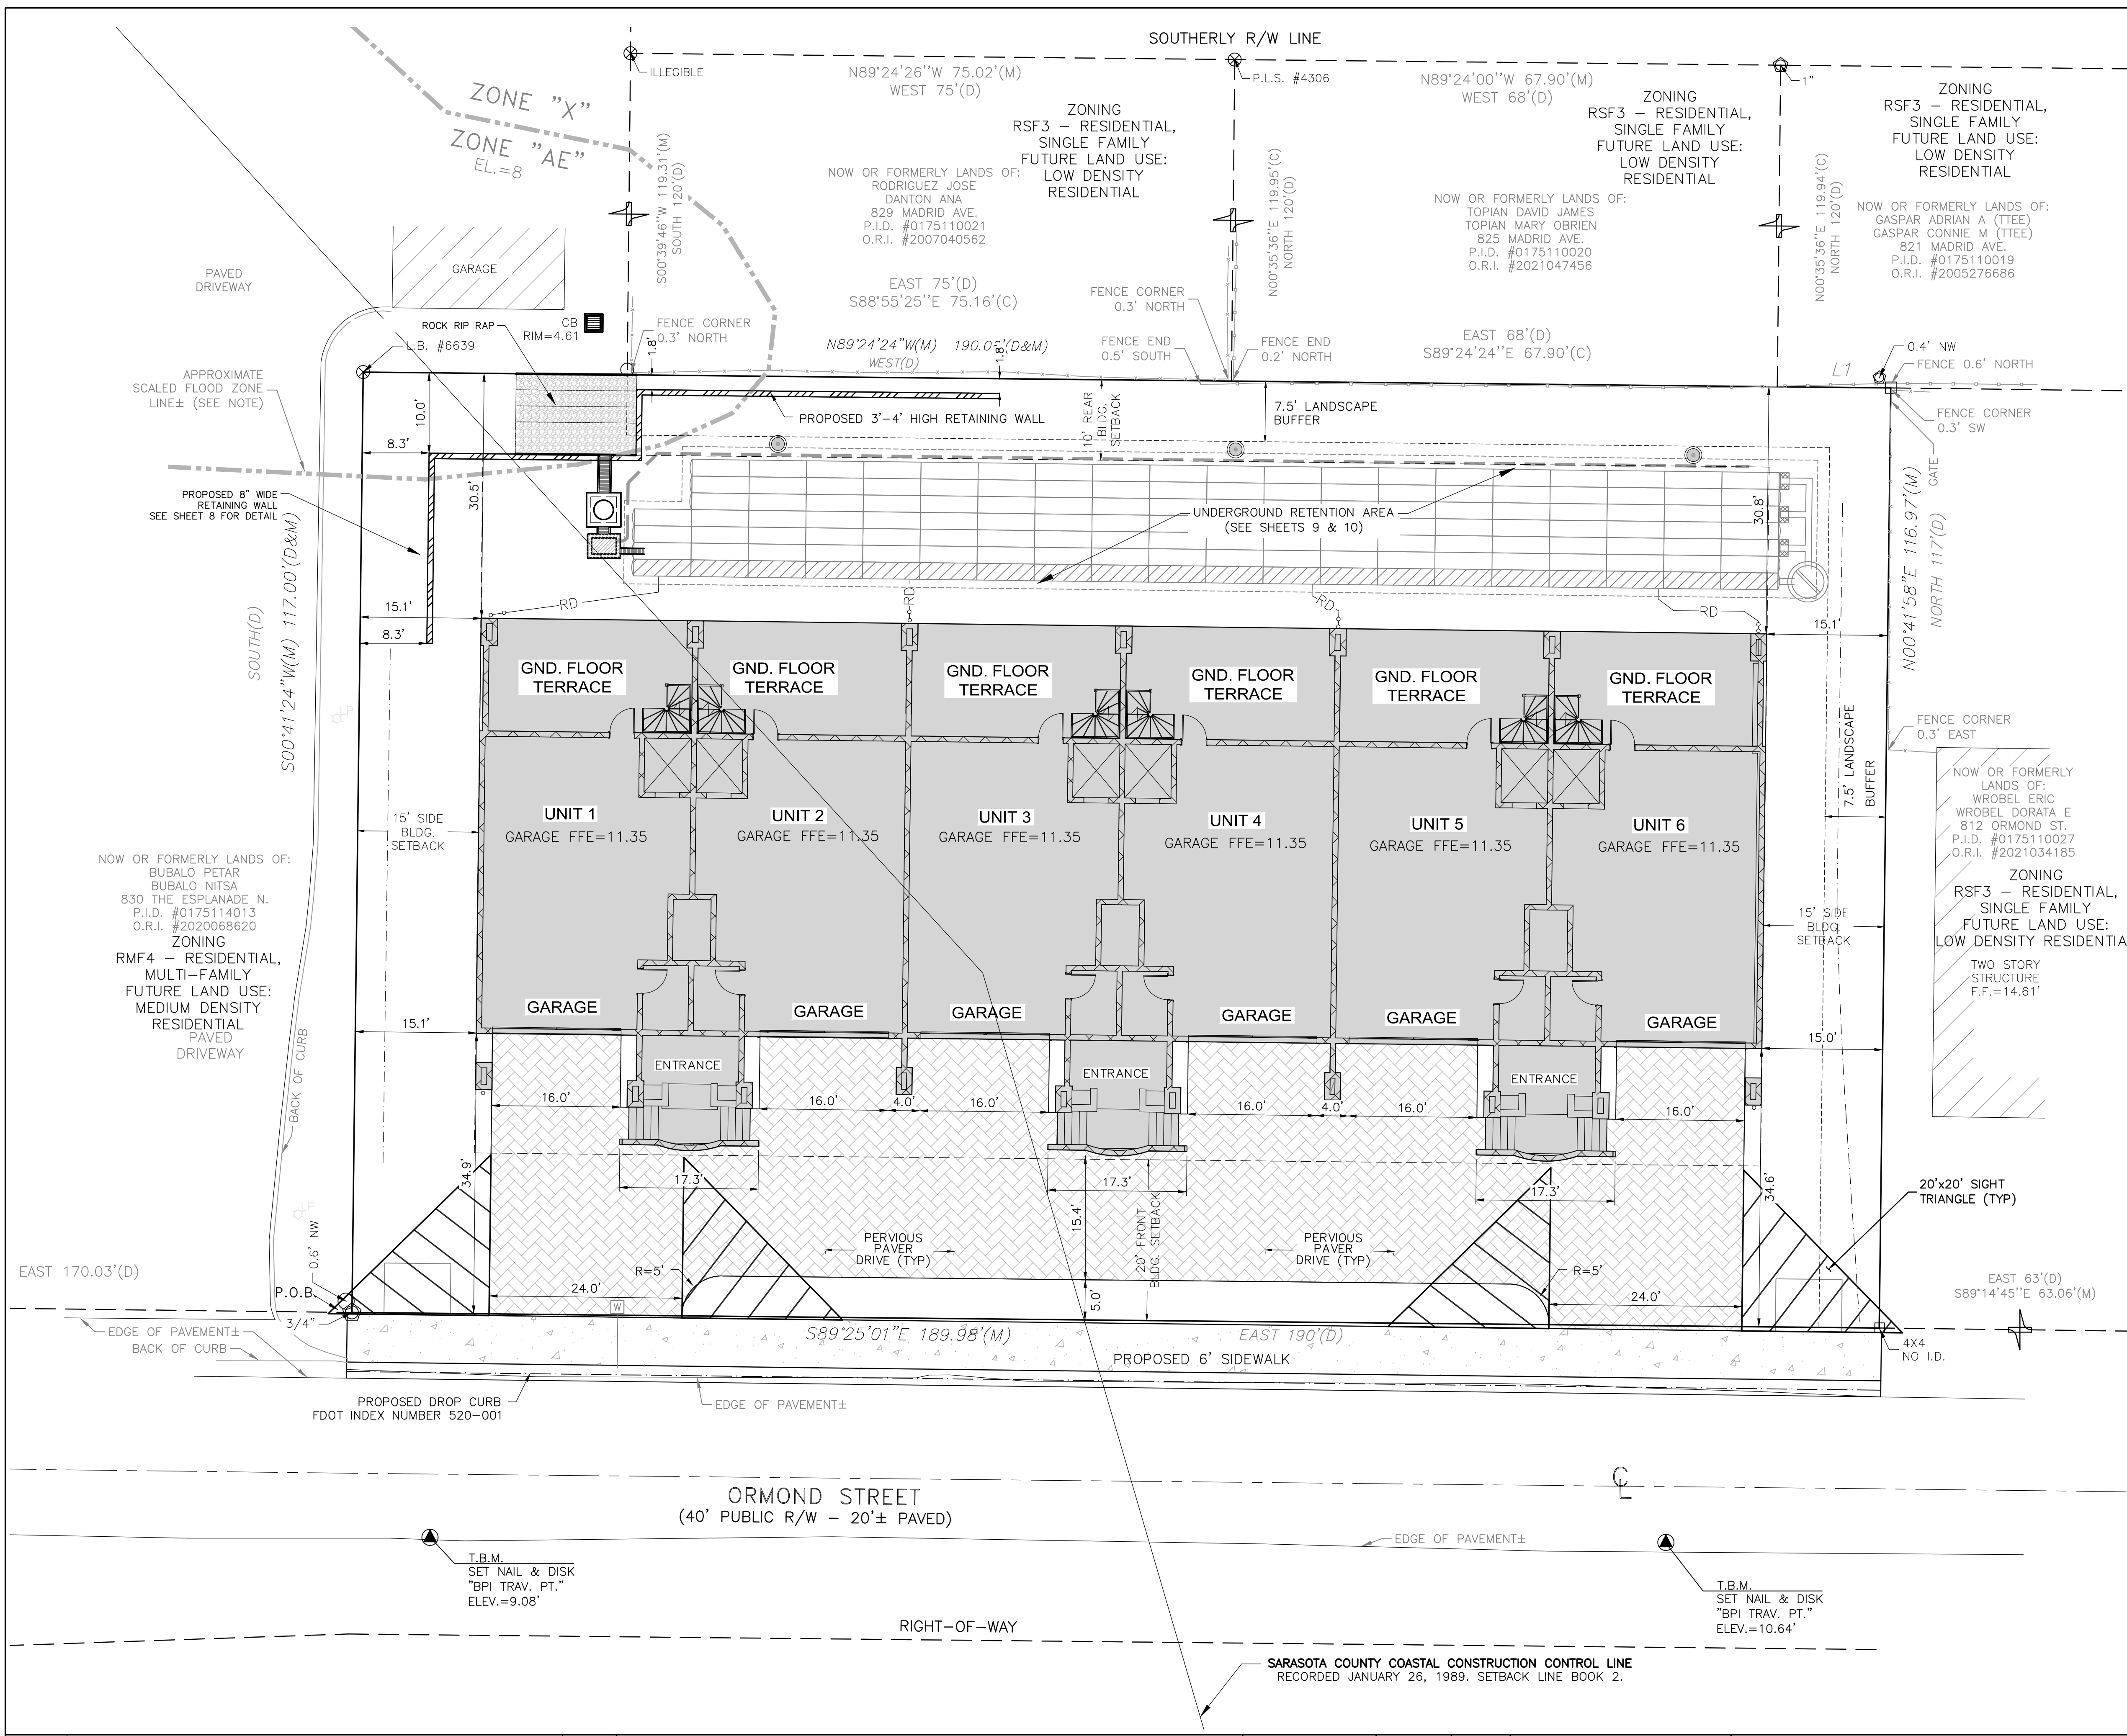 SOUTHERLY R/W LINE
ILLEGIBLE
N89°24'26''W 75.02'(M)
WEST 75'(D)
P.L.S. #4306
N89°24'00''W 67.90'(M)
WEST 68'(D)
1"
ZONE "X"
ZONE "AE"
EL.=8
ZONING
RSF3 – RESIDENTIAL,
SINGLE FAMILY
FUTURE LAND USE:
LOW DENSITY
RESIDENTIAL
ZONING
RSF3 – RESIDENTIAL,
SINGLE FAMILY
FUTURE LAND USE:
LOW DENSITY
RESIDENTIAL
ZONING
RSF3 – RESIDENTIAL,
SINGLE FAMILY
FUTURE LAND USE:
LOW DENSITY
RESIDENTIAL
S00°39'46"W 119.31'(M)
SOUTH 120'(D)
NOW OR FORMERLY LANDS OF:
RODRIGUEZ JOSE
DANTON ANA
829 MADRID AVE.
P.I.D. #0175110021
O.R.I. #2007040562
EAST 75'(D)
S88°55'25''E 75.16'(C)
N00°35'36"E 119.95'(C)
NORTH 120'(D)
NOW OR FORMERLY LANDS OF:
TOPIAN DAVID JAMES
TOPIAN MARY OBRIEN
825 MADRID AVE.
P.I.D. #0175110020
O.R.I. #2021047456
EAST 68'(D)
S89°24'24''E 67.90'(C)
N00°35'36"E 119.94'(C)
NORTH 120'(D)
NOW OR FORMERLY LANDS OF:
GASPAR ADRIAN A (TTEE)
GASPAR CONNIE M (TTEE)
821 MADRID AVE.
P.I.D. #0175110019
O.R.I. #2005276686
PAVED
DRIVEWAY
GARAGE
ROCK RIP RAP
CB
RIM=4.61
L.B. #6639
FENCE CORNER
0.3' NORTH
1.8'
N89°24'24"W(M)
WEST(D)
1.8'
FENCE CORNER
0.3' NORTH
FENCE END
0.5' SOUTH
FENCE END
0.2' NORTH
L1
0.4' NW
FENCE 0.6' NORTH
FENCE CORNER
0.3' SW
GATE
APPROXIMATE
SCALED FLOOD ZONE
LINE± (SEE NOTE)
10.0'
8.3'
30.5'
PROPOSED 3'–4' HIGH RETAINING WALL
10' REAR
BLDG.
SETBACK
7.5' LANDSCAPE
BUFFER
PROPOSED 8" WIDE
RETAINING WALL
SEE SHEET 8 FOR DETAIL
UNDERGROUND RETENTION AREA
(SEE SHEETS 9 & 10)
30.8'
N00°41'58"E 116.97'(M)
NORTH 117'(D)
SOUTH(D)
S00°41'24"W(M) 117.00'(D&M)
15.1'
8.3'
RD
RD
RD
RD
15.1'
LP
GND. FLOOR
TERRACE
GND. FLOOR
TERRACE
GND. FLOOR
TERRACE
GND. FLOOR
TERRACE
GND. FLOOR
TERRACE
GND. FLOOR
TERRACE
7.5' LANDSCAPE
BUFFER
FENCE CORNER
0.3' EAST
UNIT 1
GARAGE FFE=11.35
UNIT 2
GARAGE FFE=11.35
UNIT 3
GARAGE FFE=11.35
UNIT 4
GARAGE FFE=11.35
UNIT 5
GARAGE FFE=11.35
UNIT 6
GARAGE FFE=11.35
15' SIDE
BLDG.
SETBACK
NOW OR FORMERLY LANDS OF:
BUBALO PETAR
BUBALO NITSA
830 THE ESPLANADE N.
P.I.D. #0175114013
O.R.I. #2020068620
ZONING
RMF4 – RESIDENTIAL,
MULTI–FAMILY
FUTURE LAND USE:
MEDIUM DENSITY
RESIDENTIAL
PAVED
DRIVEWAY
NOW OR FORMERLY
LANDS OF:
WROBEL ERIC
WROBEL DORATA E
812 ORMOND ST.
P.I.D. #0175110027
O.R.I. #2021034185
ZONING
RSF3 – RESIDENTIAL,
SINGLE FAMILY
FUTURE LAND USE:
LOW DENSITY RESIDENTIA
TWO STORY
STRUCTURE
F.F.=14.61'
15' SIDE
BLDG.
SETBACK
GARAGE
GARAGE
GARAGE
GARAGE
GARAGE
GARAGE
15.1'
15.0'
BACK OF CURB
ENTRANCE
ENTRANCE
ENTRANCE
16.0'
16.0'
4.0'
16.0'
16.0'
4.0'
16.0'
16.0'
34.9'
17.3'
17.3'
17.3'
34.6'
15.4'
20' FRONT
BLDG. SETBACK
20'x20' SIGHT
TRIANGLE (TYP)
LP
PERVIOUS
PAVER
DRIVE (TYP)
PERVIOUS
PAVER
DRIVE (TYP)
EAST 170.03'(D)
0.6' NW
P.O.B.
3/4"
R=5'
R=5'
24.0'
24.0'
5.0'
W
EAST 63'(D)
S89°14'45''E 63.06'(M)
EDGE OF PAVEMENT±
BACK OF CURB
S89°25'01"E 189.98'(M)
EAST 190'(D)
PROPOSED 6' SIDEWALK
4X4
NO I.D.
PROPOSED DROP CURB
FDOT INDEX NUMBER 520–001
EDGE OF PAVEMENT±
CL
ORMOND STREET
(40' PUBLIC R/W – 20'± PAVED)
EDGE OF PAVEMENT±
T.B.M.
SET NAIL & DISK
"BPI TRAV. PT."
ELEV.=9.08'
T.B.M.
SET NAIL & DISK
"BPI TRAV. PT."
ELEV.=10.64'
RIGHT–OF–WAY
SARASOTA COUNTY COASTAL CONSTRUCTION CONTROL LINE
RECORDED JANUARY 26, 1989. SETBACK LINE BOOK 2.